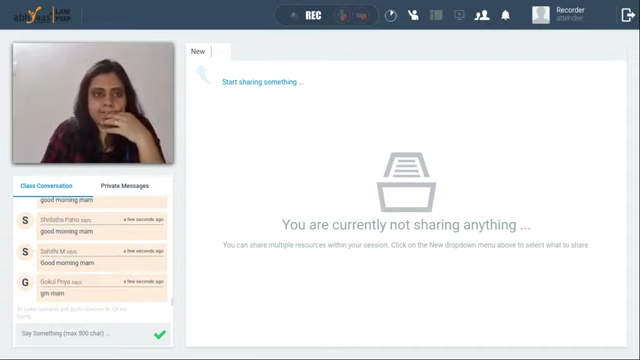 abhyaas LAW PREP
REC
Recorder
attendee
New
Start sharing something ...
You are currently not sharing anything ...
You can share multiple resources within your session. Click on the New dropdown menu above to select what to share.
Class Conversation
Private Messages
good morning mam
S
says:
a few seconds ago
good morning mam
S
Sahithi M says:
a few seconds ago
Good morning mam
G
Gokul Priya says:
a few seconds ago
gm mam
typing.
Say Something (max 500 char) ...